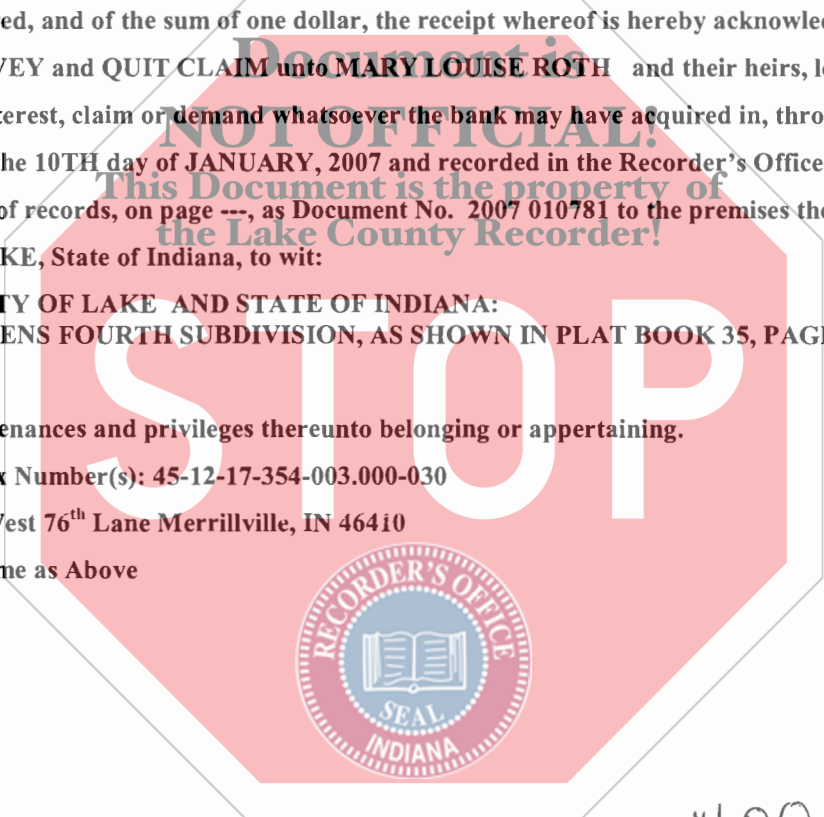 ed, and of the sum of one dollar, the receipt whereof is hereby acknowled
Document is
VEY and QUIT CLAIM unto MARY LOUISE ROTH and their heirs, le
terest, claim or demand whatsoever the bank may have acquired in, thro
NOT OFFICIAL!
he 10TH day of JANUARY, 2007 and recorded in the Recorder's Office
This Document is the property of
of records, on page ---, as Document No. 2007 010781 to the premises the
the Lake County Recorder!
KE, State of Indiana, to wit:
TY OF LAKE AND STATE OF INDIANA:
ENS FOURTH SUBDIVISION, AS SHOWN IN PLAT BOOK 35, PAGE
STOP
enances and privileges thereunto belonging or appertaining.
x Number(s): 45-12-17-354-003.000-030
Vest 76th Lane Merrillville, IN 46410
me as Above
RECORDER'S OFFICE
SEAL
INDIANA